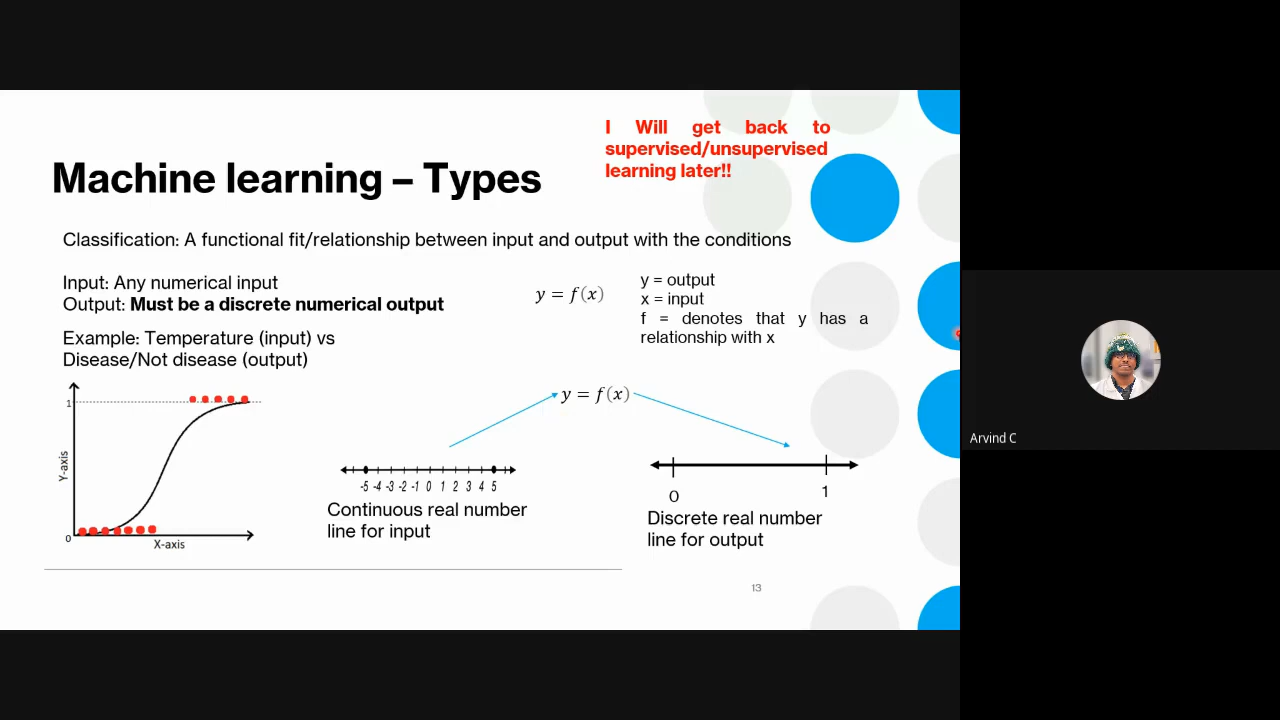 I Will get back to
supervised/unsupervised
learning later!!
Machine learning – Types
Classification: A functional fit/relationship between input and output with the conditions
Input: Any numerical input
Output: Must be a discrete numerical output
Example: Temperature (input) vs
Disease/Not disease (output)
y = f(x)
y = output
x = input
f = denotes that y has a
relationship with x
1
Y-axis
0
X-axis
y = f(x)
-5 -4 -3 -2 -1 0 1 2 3 4 5
Continuous real number
line for input
0 1
Discrete real number
line for output
13
Arvind C